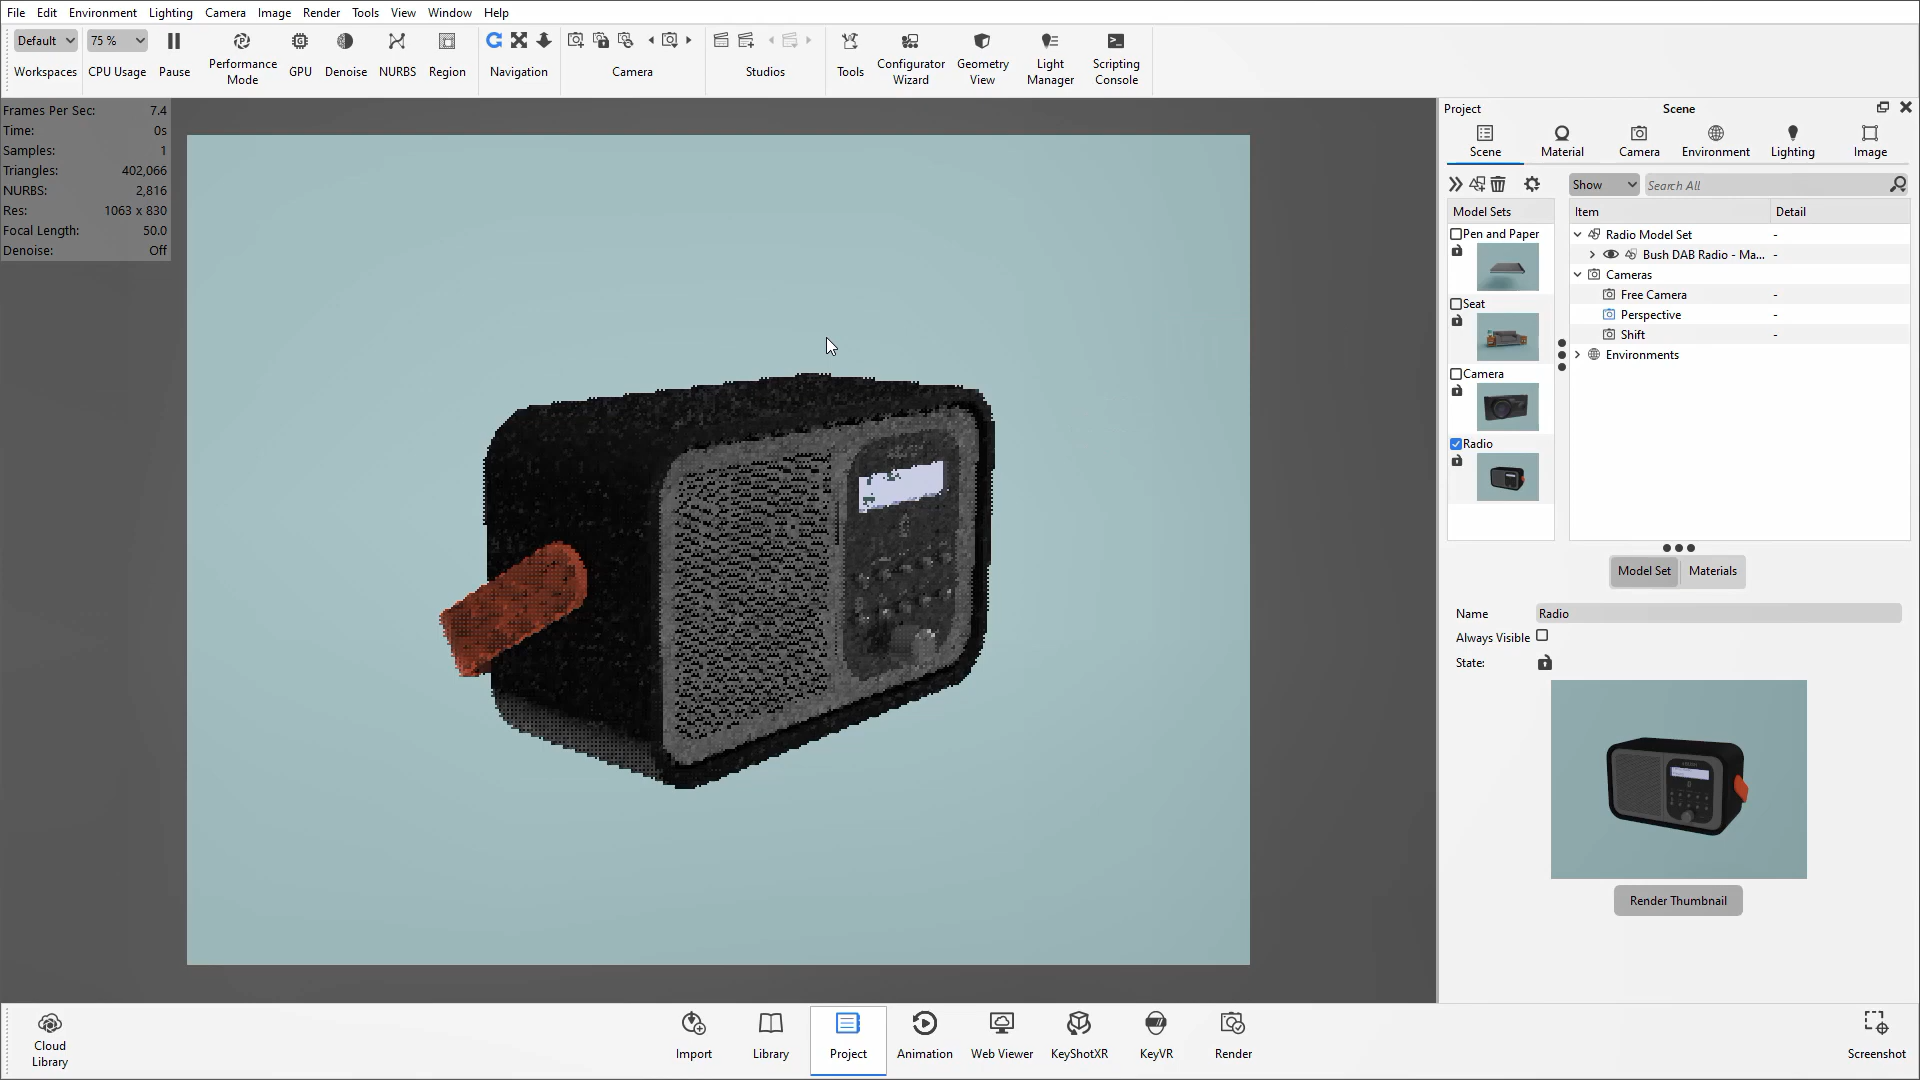 File Edit Environment Lighting Camera Image Render Tools View Window Help
Default 75 %
Workspaces CPU Usage Pause Performance Mode GPU Denoise NURBS Region Navigation Camera Studios Tools Configurator Wizard Geometry View Light Manager Scripting Console
Frames Per Sec: 7.4
Time: 0s
Samples: 1
Triangles: 402,066
NURBS: 2,816
Res: 1063 x 830
Focal Length: 50.0
Denoise: Off
Project Scene
Scene Material Camera Environment Lighting Image
Show Search All
Model Sets
Pen and Paper
Seat
Camera
Radio
Item Detail
Radio Model Set -
Bush DAB Radio - Ma... -
Cameras -
Free Camera -
Perspective -
Shift -
Environments
Model Set Materials
Name Radio
Always Visible
State:
Render Thumbnail
Cloud Library
Import Library Project Animation Web Viewer KeyShotXR KeyVR Render
Screenshot